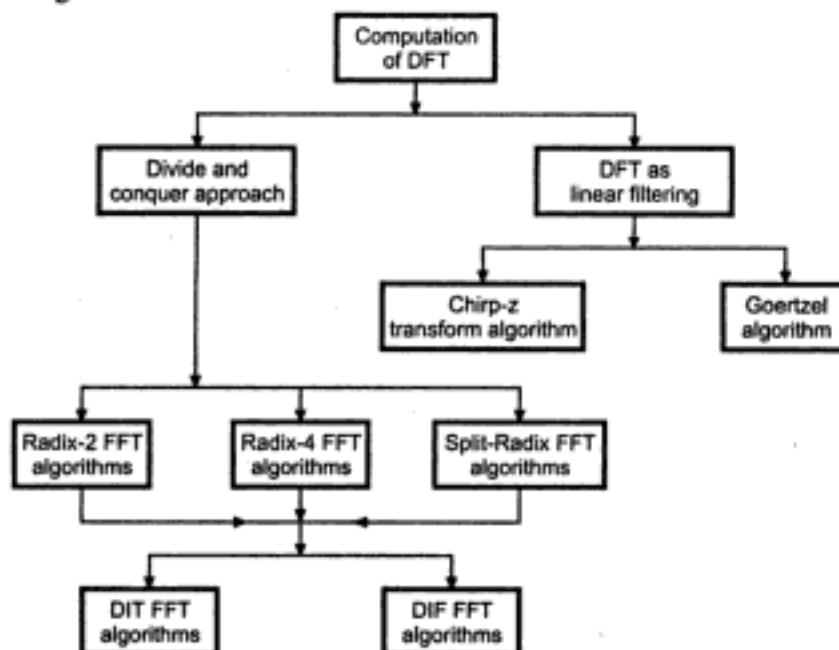 Computation
of DFT
Divide and
conquer approach
DFT as
linear filtering
Chirp-z
transform algorithm
Goertzel
algorithm
Radix-2 FFT
algorithms
Radix-4 FFT
algorithms
Split-Radix FFT
algorithms
DIT FFT
algorithms
DIF FFT
algorithms